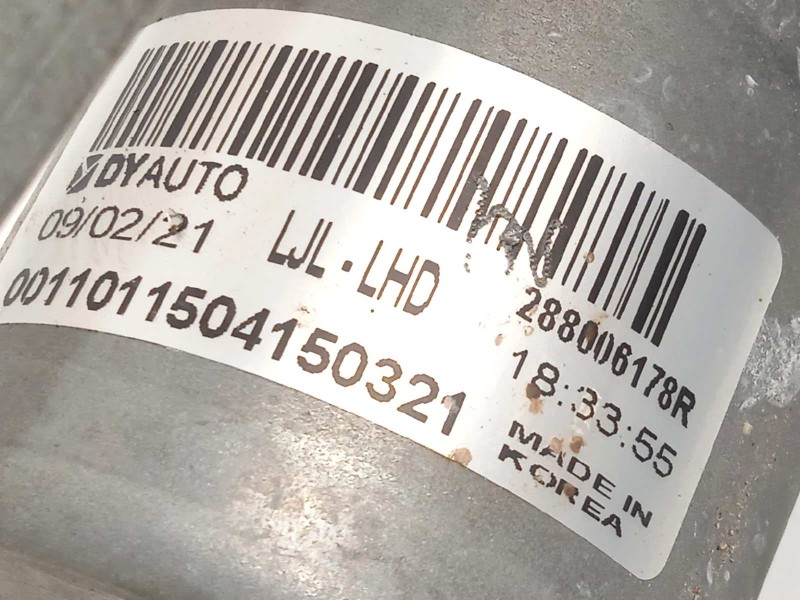 DYAUTO
09/02/21 LJL-LHD 288006178R
0011011504150321 18:33:55
MADE IN
KOREA